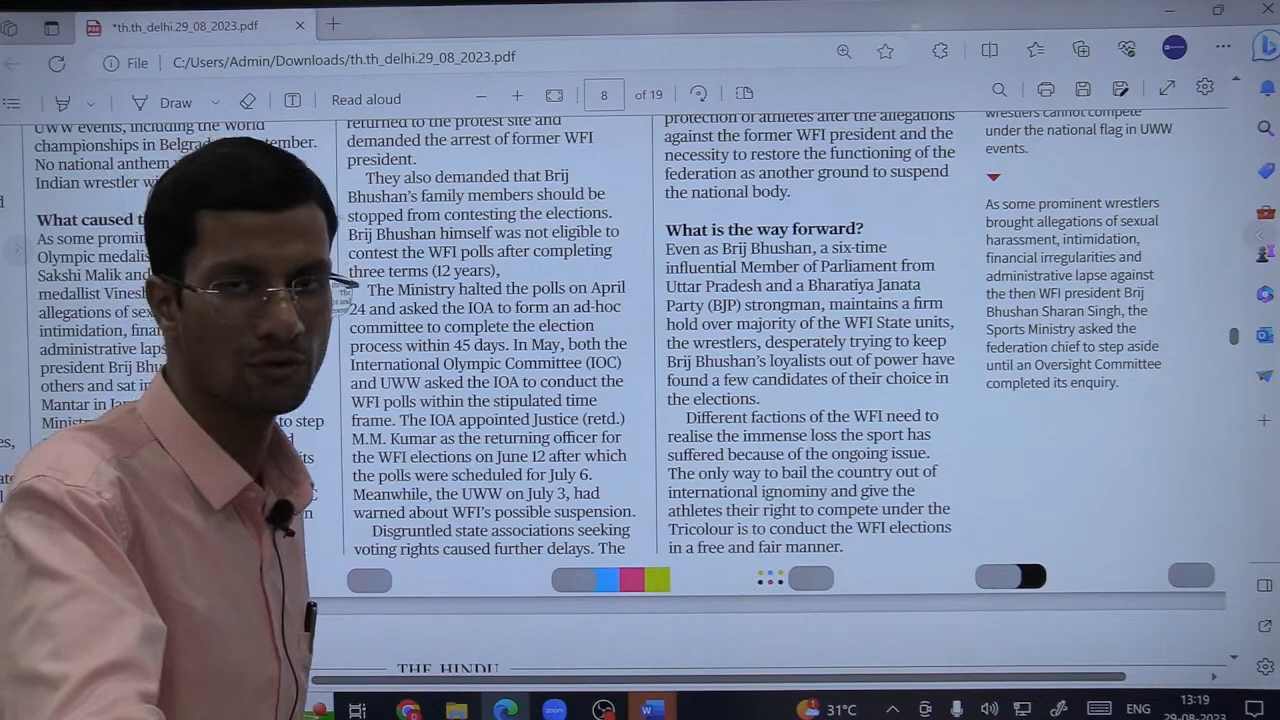 *th.th_delhi.29_08_2023.pdf
File
C:/Users/Admin/Downloads/th.th_delhi.29_08_2023.pdf
Draw
Read aloud
8
of 19
UWW events, including the World
championships in Belgrad tember.
No national anthem
Indian wrestler
What caused
As some promin
Olympic medalis
Sakshi Malik and
medallist Vines
allegations of sex
intimidation, finan
administrative laps
president Brij Bhu
others and sat in
Mantar in Jan
Minist to step
its
returned to the protest site and
demanded the arrest of former WFI
president.
They also demanded that Brij
Bhushan's family members should be
stopped from contesting the elections.
Brij Bhushan himself was not eligible to
contest the WFI polls after completing
three terms (12 years),
The Ministry halted the polls on April
24 and asked the IOA to form an ad-hoc
committee to complete the election
process within 45 days. In May, both the
International Olympic Committee (IOC)
and UWW asked the IOA to conduct the
WFI polls within the stipulated time
frame. The IOA appointed Justice (retd.)
M.M. Kumar as the returning officer for
the WFI elections on June 12 after which
the polls were scheduled for July 6.
Meanwhile, the UWW on July 3, had
warned about WFI's possible suspension.
Disgruntled state associations seeking
voting rights caused further delays. The
protection of athletes after the allegations
against the former WFI president and the
necessity to restore the functioning of the
federation as another ground to suspend
the national body.
What is the way forward?
Even as Brij Bhushan, a six-time
influential Member of Parliament from
Uttar Pradesh and a Bharatiya Janata
Party (BJP) strongman, maintains a firm
hold over majority of the WFI State units,
the wrestlers, desperately trying to keep
Brij Bhushan's loyalists out of power have
found a few candidates of their choice in
the elections.
Different factions of the WFI need to
realise the immense loss the sport has
suffered because of the ongoing issue.
The only way to bail the country out of
international ignominy and give the
athletes their right to compete under the
Tricolour is to conduct the WFI elections
in a free and fair manner.
wrestlers cannot compete
under the national flag in UWW
events.
As some prominent wrestlers
brought allegations of sexual
harassment, intimidation,
financial irregularities and
administrative lapse against
the then WFI president Brij
Bhushan Sharan Singh, the
Sports Ministry asked the
federation chief to step aside
until an Oversight Committee
completed its enquiry.
THE HINDU
zoom
31°C
ENG
13:19
29-08-2023